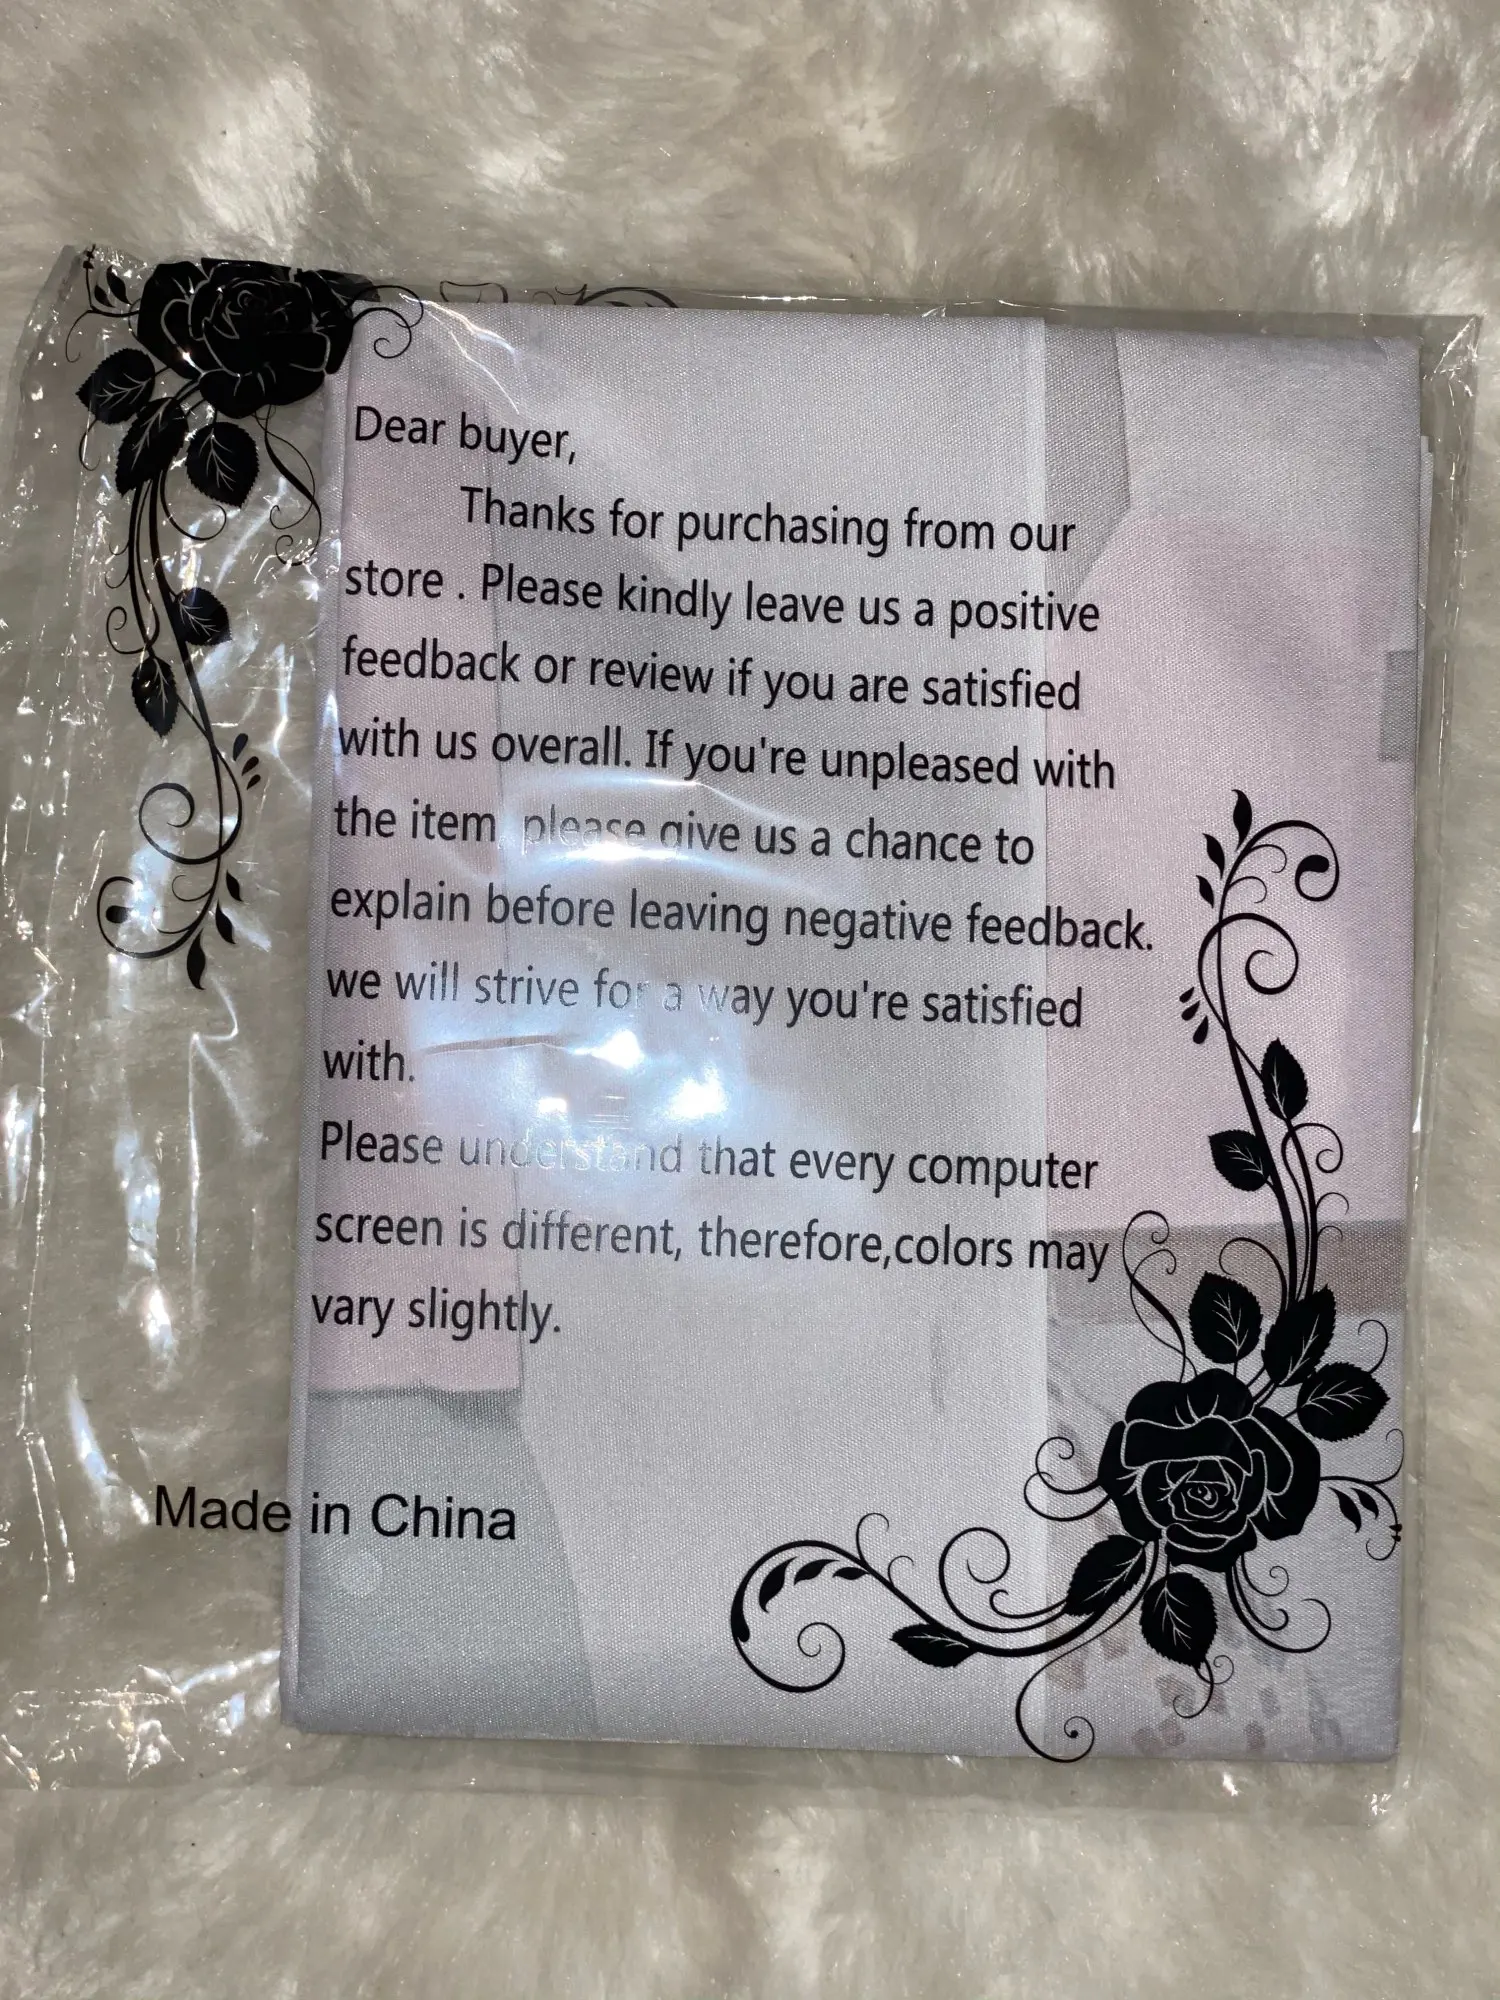 Dear buyer,
Thanks for purchasing from our
store . Please kindly leave us a positive
feedback or review if you are satisfied
with us overall. If you're unpleased with
the item, please give us a chance to
explain before leaving negative feedback.
we will strive for a way you're satisfied
with.
Please understand that every computer
screen is different, therefore,colors may
vary slightly.
Made in China